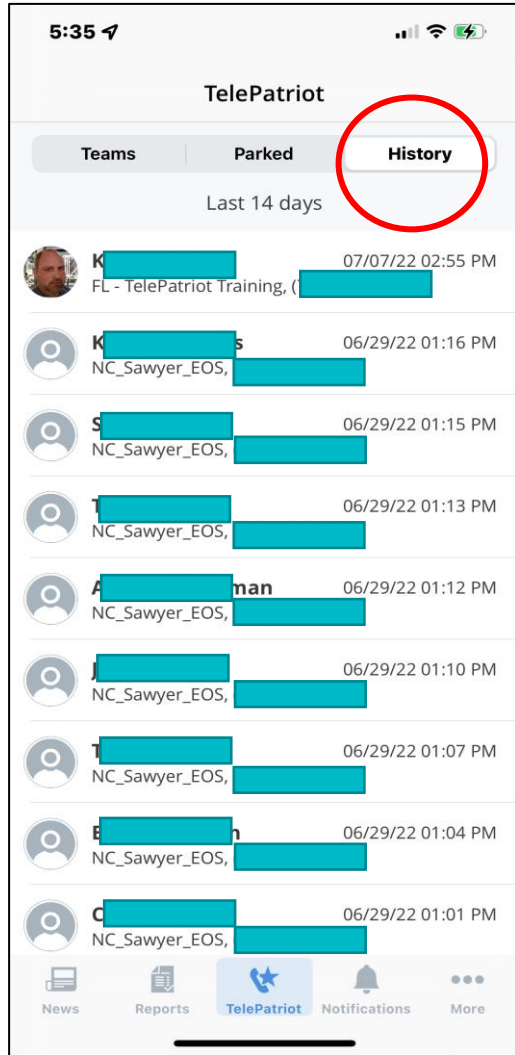 5:35
TelePatriot
Teams Parked History
Last 14 days
K 07/07/22 02:55 PM
FL - TelePatriot Training, (
K s 06/29/22 01:16 PM
NC_Sawyer_EOS,
S 06/29/22 01:15 PM
NC_Sawyer_EOS,
T 06/29/22 01:13 PM
NC_Sawyer_EOS,
A man 06/29/22 01:12 PM
NC_Sawyer_EOS,
J 06/29/22 01:10 PM
NC_Sawyer_EOS,
T 06/29/22 01:07 PM
NC_Sawyer_EOS,
E n 06/29/22 01:04 PM
NC_Sawyer_EOS,
C 06/29/22 01:01 PM
NC_Sawyer_EOS,
News Reports TelePatriot Notifications More